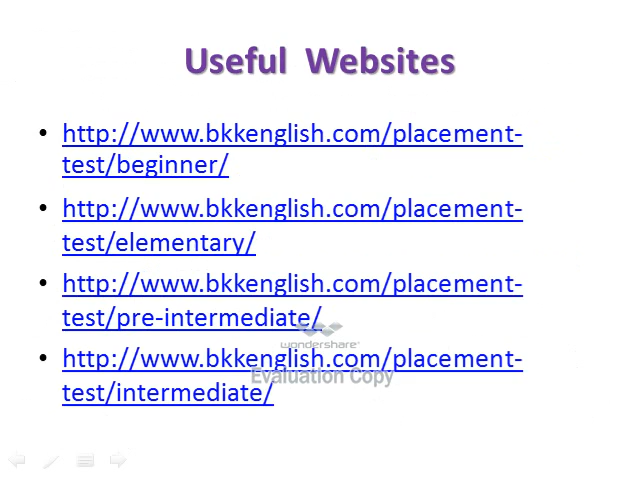 Useful Websites
• http://www.bkkenglish.com/placement-
test/beginner/
• http://www.bkkenglish.com/placement-
test/elementary/
• http://www.bkkenglish.com/placement-
test/pre-intermediate/
wondershare
• http://www.bkkenglish.com/placement-
Evaluation Copy
test/intermediate/